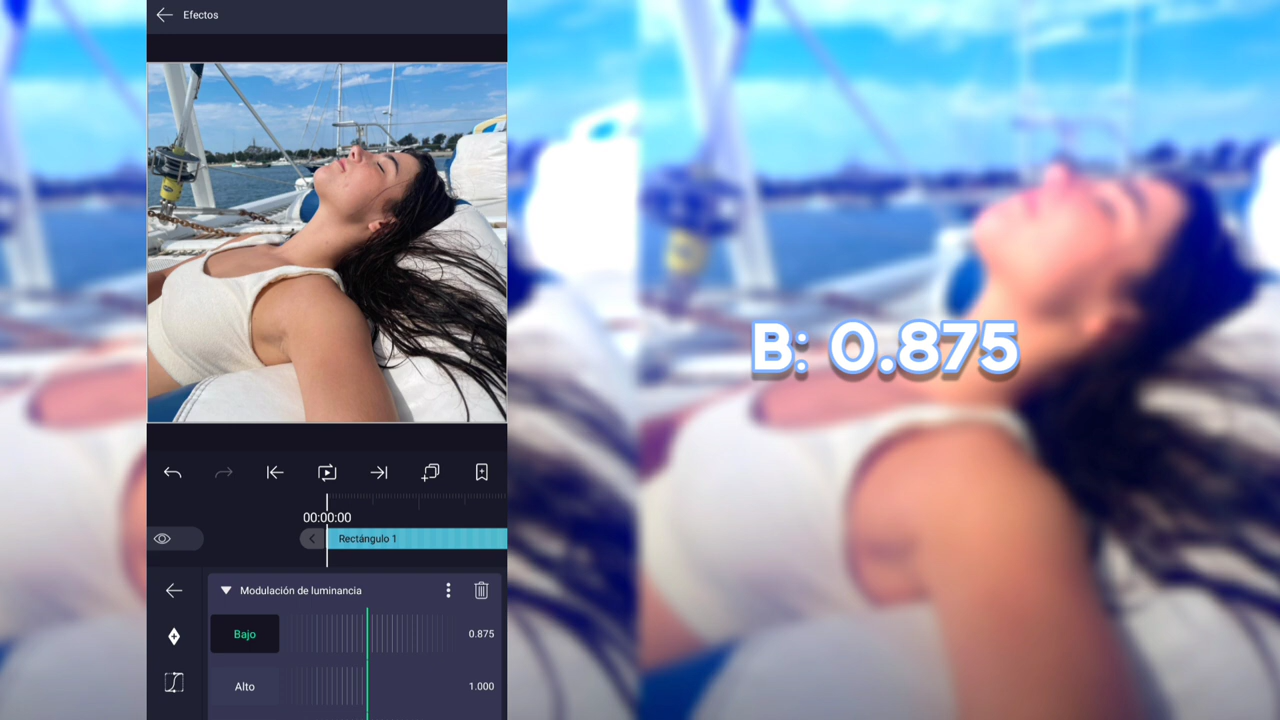 Efectos
B: 0.875
00:00:00
Rectángulo 1
Modulación de luminancia
Bajo
0.875
Alto
1.000